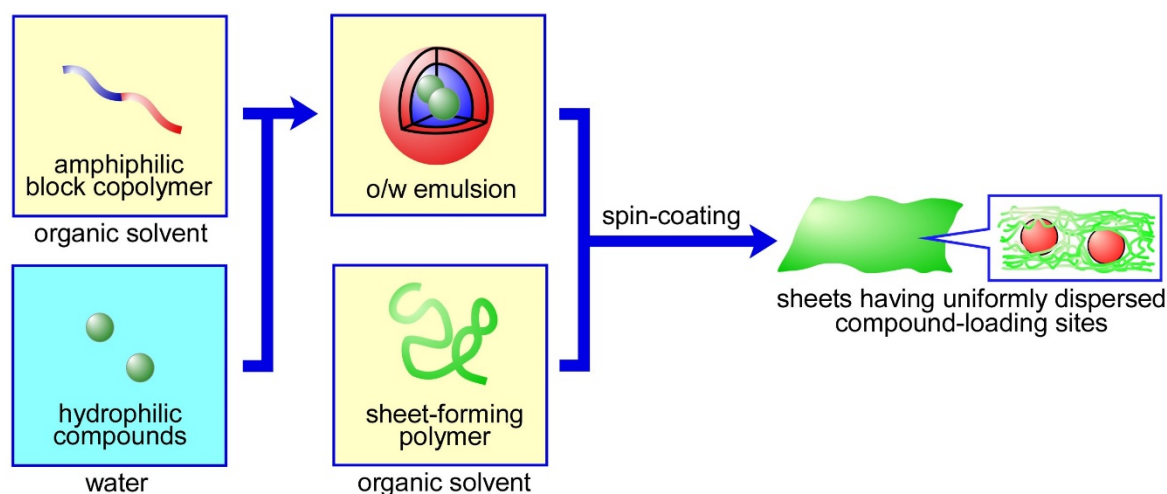 amphiphilic
block copolymer
organic solvent
hydrophilic
compounds
water
o/w emulsion
sheet-forming
polymer
organic solvent
spin-coating
sheets having uniformly dispersed
compound-loading sites